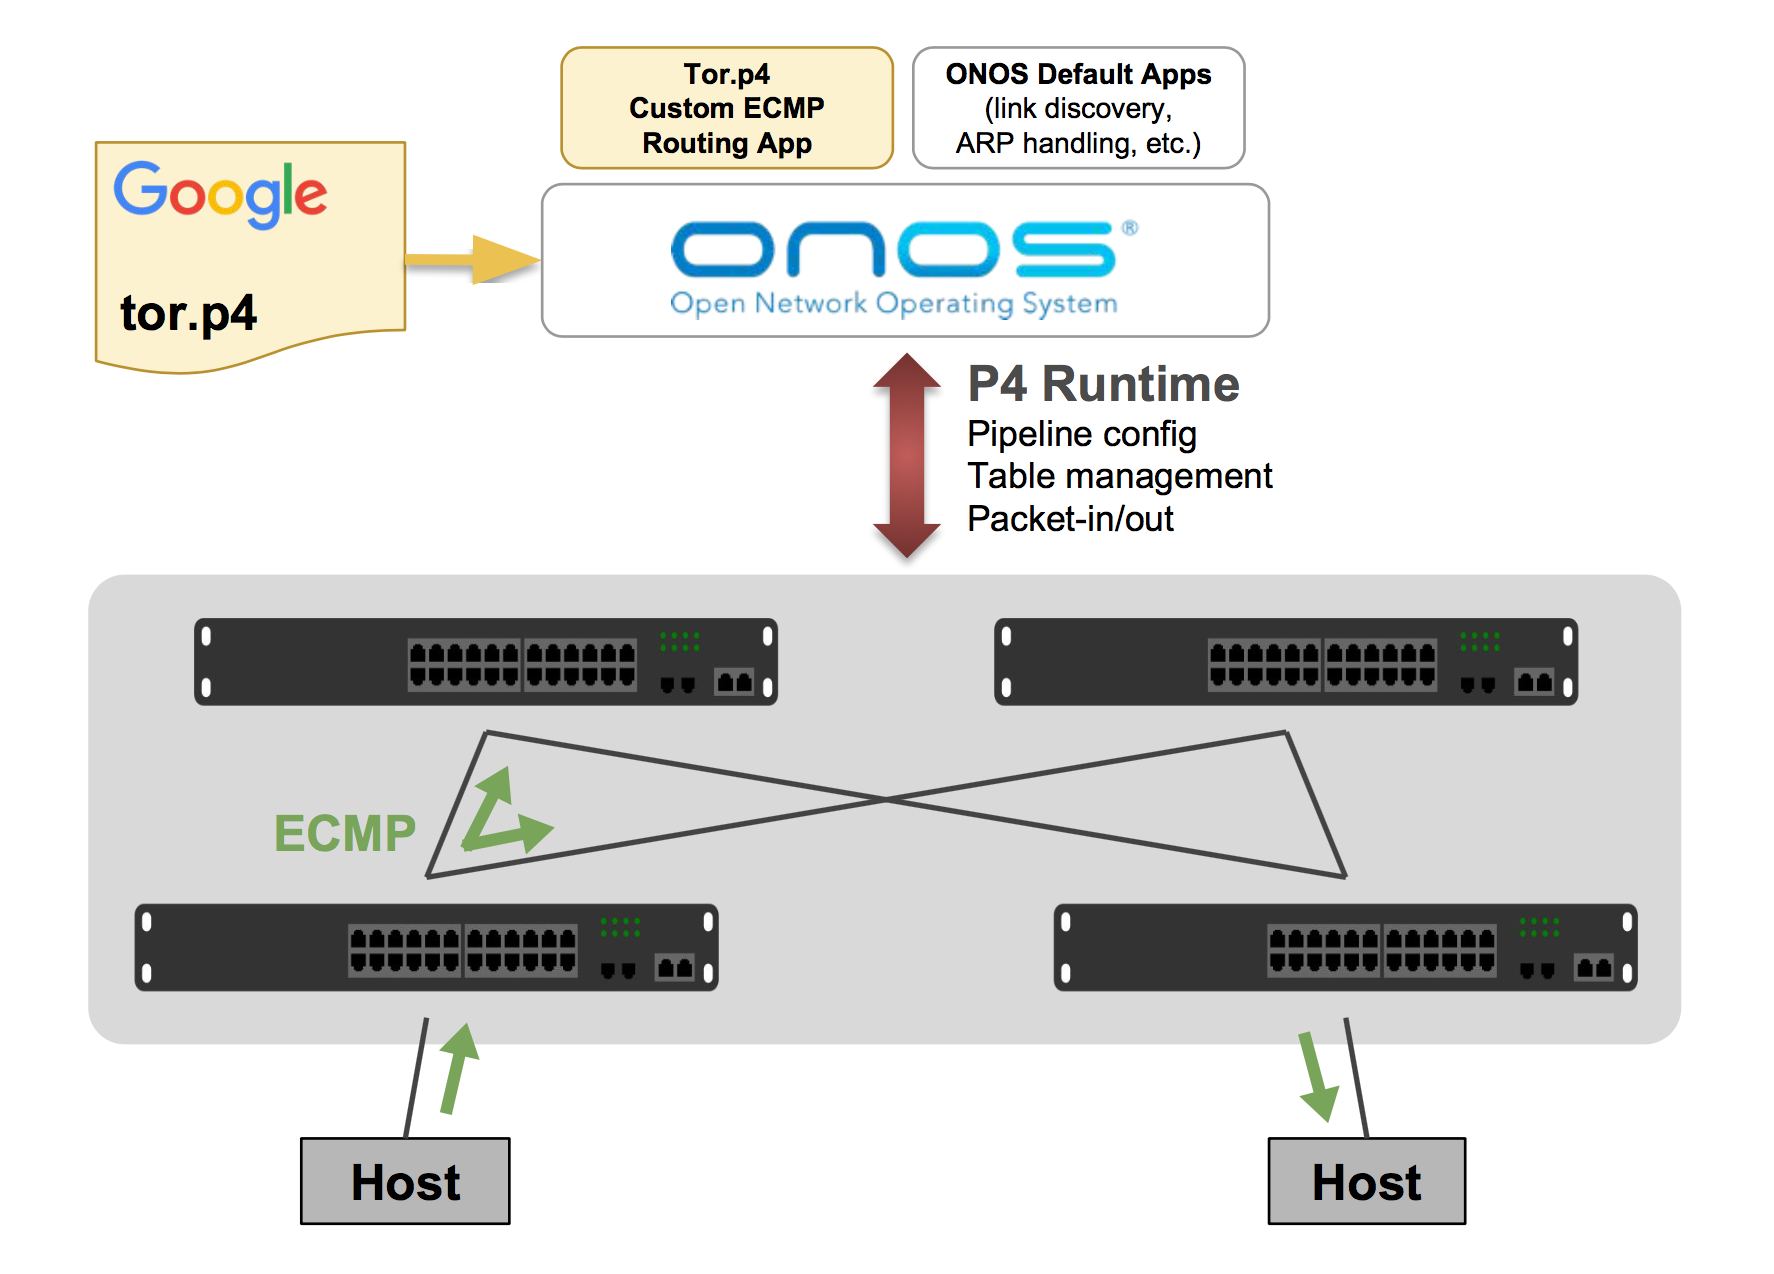 Tor.p4
Custom ECMP
Routing App
ONOS Default Apps
(link discovery,
ARP handling, etc.)
Google
tor.p4
onos®
Open Network Operating System
P4 Runtime
Pipeline config
Table management
Packet-in/out
ECMP
Host
Host